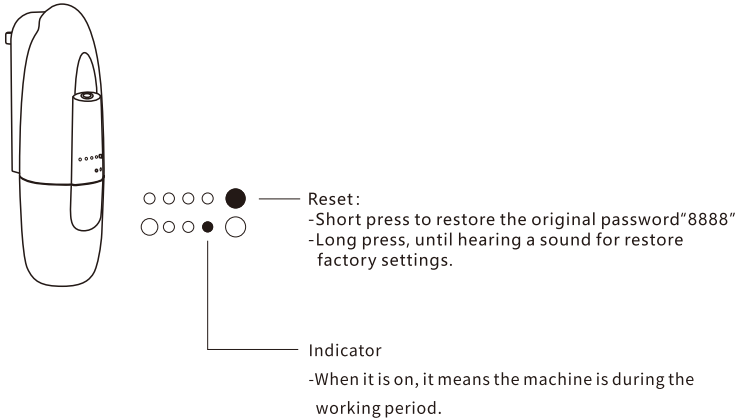 Reset:
-Short press to restore the original password"8888"
-Long press, until hearing a sound for restore
factory settings.
Indicator
-When it is on, it means the machine is during the
working period.